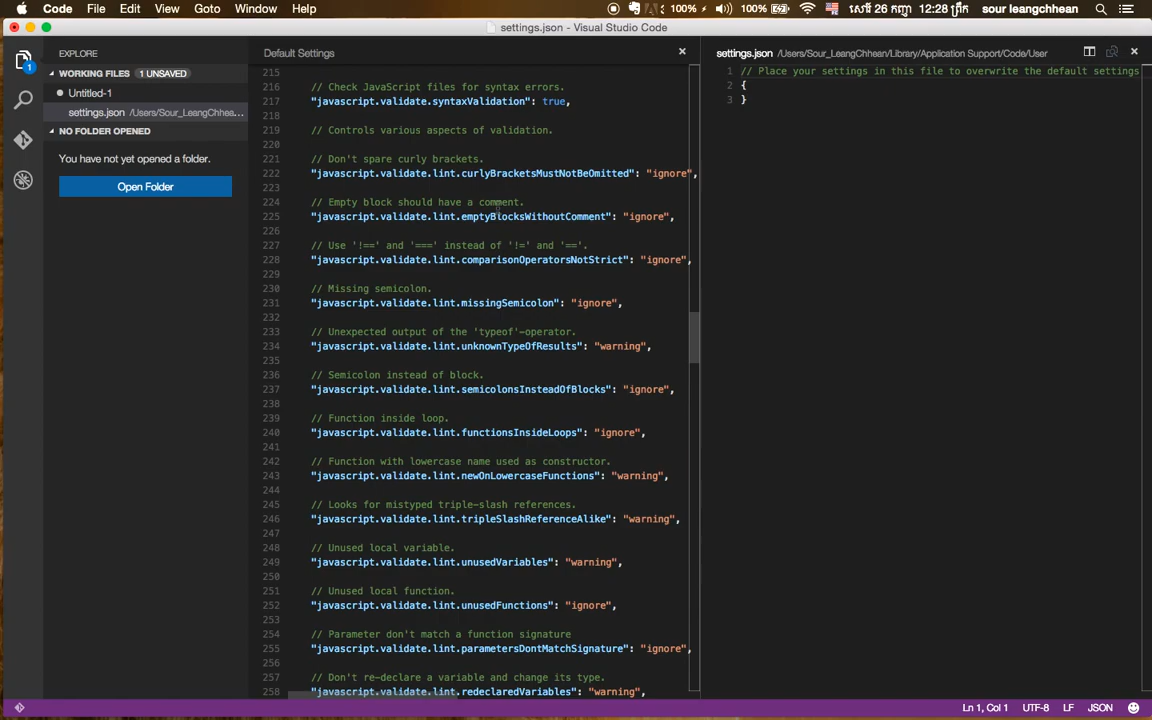 Code File Edit View Goto Window Help 100% 100% សៅរ៍ 26 កញ្ញា 12:28 ព្រឹក sour leangchhean
settings.json - Visual Studio Code
EXPLORE
WORKING FILES 1 UNSAVED
Untitled-1
settings.json /Users/Sour_LeangChhean...
NO FOLDER OPENED
You have not yet opened a folder.
Open Folder
1
Default Settings
215
216 // Check JavaScript files for syntax errors.
217 "javascript.validate.syntaxValidation": true,
218
219 // Controls various aspects of validation.
220
221 // Don't spare curly brackets.
222 "javascript.validate.lint.curlyBracketsMustNotBeOmitted": "ignore",
223
224 // Empty block should have a comment.
225 "javascript.validate.lint.emptyBlocksWithoutComment": "ignore",
226
227 // Use '!==' and '===' instead of '!=' and '=='.
228 "javascript.validate.lint.comparisonOperatorsNotStrict": "ignore",
229
230 // Missing semicolon.
231 "javascript.validate.lint.missingSemicolon": "ignore",
232
233 // Unexpected output of the 'typeof'-operator.
234 "javascript.validate.lint.unknownTypeOfResults": "warning",
235
236 // Semicolon instead of block.
237 "javascript.validate.lint.semicolonsInsteadOfBlocks": "ignore",
238
239 // Function inside loop.
240 "javascript.validate.lint.functionsInsideLoops": "ignore",
241
242 // Function with lowercase name used as constructor.
243 "javascript.validate.lint.newOnLowercaseFunctions": "warning",
244
245 // Looks for mistyped triple-slash references.
246 "javascript.validate.lint.tripleSlashReferenceAlike": "warning",
247
248 // Unused local variable.
249 "javascript.validate.lint.unusedVariables": "warning",
250
251 // Unused local function.
252 "javascript.validate.lint.unusedFunctions": "ignore",
253
254 // Parameter don't match a function signature
255 "javascript.validate.lint.parametersDontMatchSignature": "ignore",
256
257 // Don't re-declare a variable and change its type.
258 "javascript.validate.lint.redeclaredVariables": "warning",
settings.json /Users/Sour_LeangChhean/Library/Application Support/Code/User
1 // Place your settings in this file to overwrite the default settings
2 {
3 }
Ln 1, Col 1 UTF-8 LF JSON